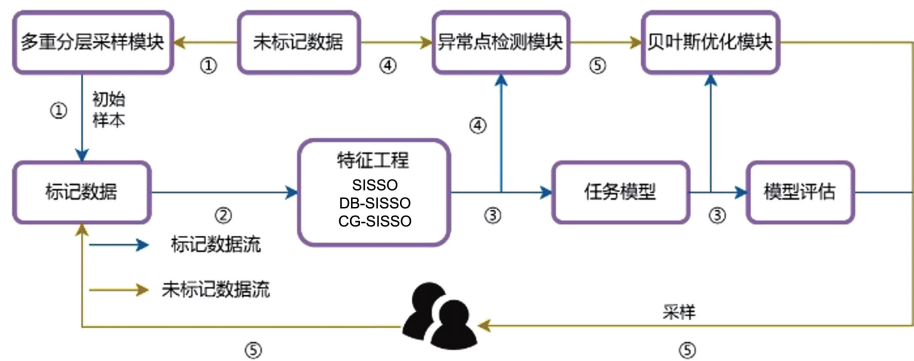 多重分层采样模块
未标记数据
异常点检测模块
贝叶斯优化模块
①
④
⑤
①
初始
样本
④
标记数据
特征工程
SISSO
DB-SISSO
CG-SISSO
任务模型
模型评估
②
③
③
标记数据流
未标记数据流
采样
⑤
⑤